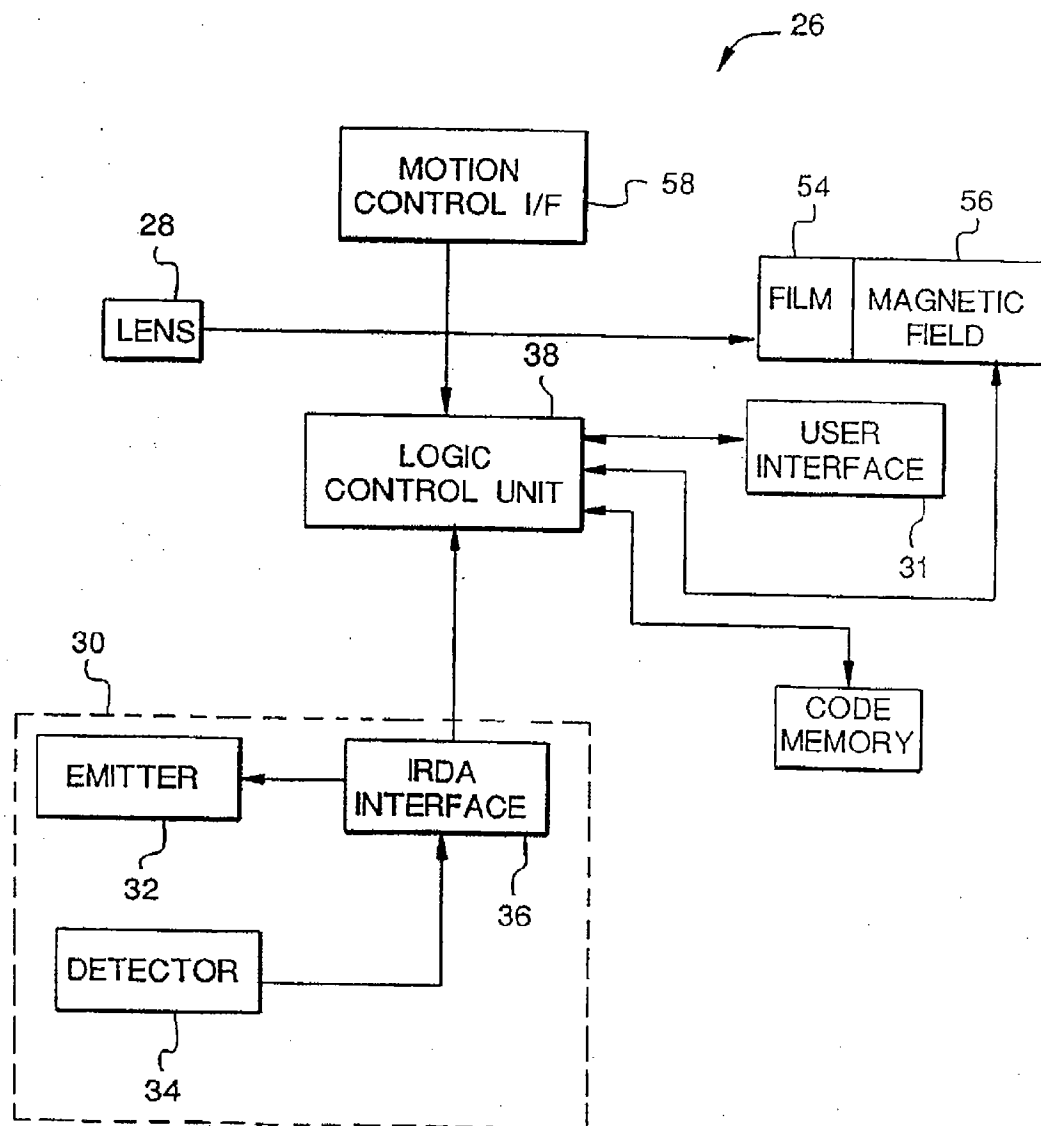 26
MOTION
CONTROL I/F
58
54
56
28
LENS
FILM
MAGNETIC
FIELD
38
LOGIC
CONTROL UNIT
USER
INTERFACE
31
30
CODE
MEMORY
EMITTER
IRDA
INTERFACE
32
36
DETECTOR
34